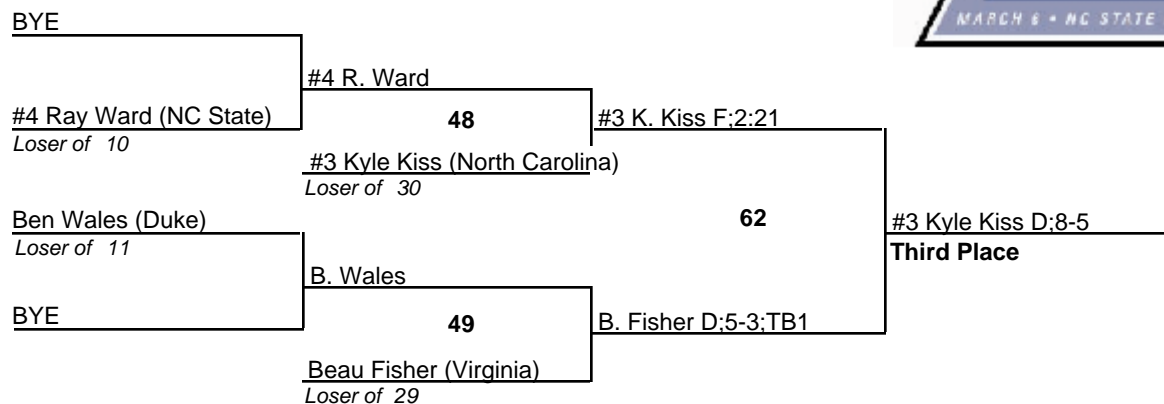 MARCH 6 • NC STATE
BYE
#4 R. Ward
#4 Ray Ward (NC State)
Loser of 10
48
#3 K. Kiss F;2:21
#3 Kyle Kiss (North Carolina)
Loser of 30
Ben Wales (Duke)
Loser of 11
62
#3 Kyle Kiss D;8-5
Third Place
B. Wales
BYE
49
B. Fisher D;5-3;TB1
Beau Fisher (Virginia)
Loser of 29